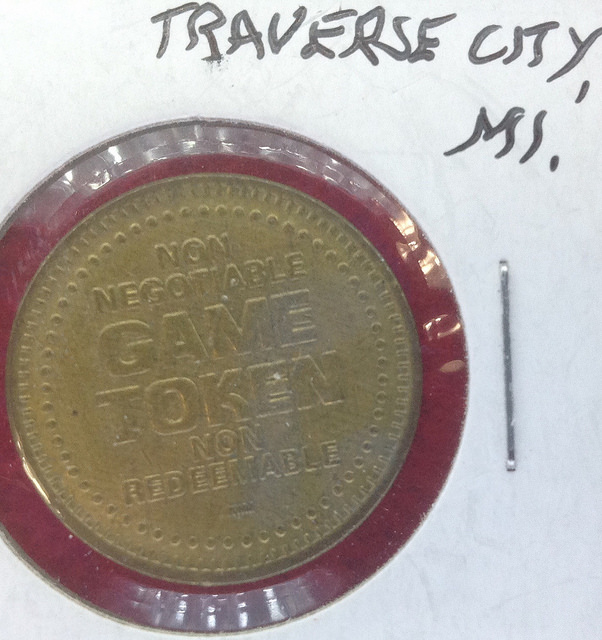 TRAVERSE CITY,
MI.
NON
NEGOTIABLE
GAME
TOKEN
NON
REDEEMABLE